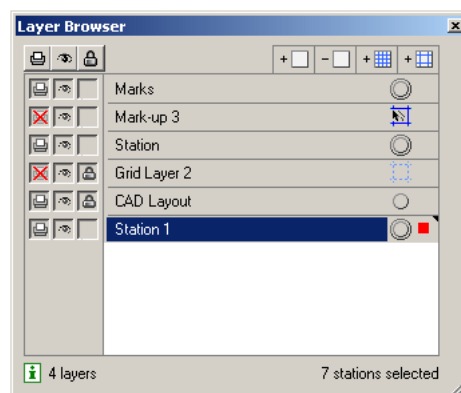 Layer Browser
Marks
Mark-up 3
Station
Grid Layer 2
CAD Layout
Station 1
4 layers 7 stations selected